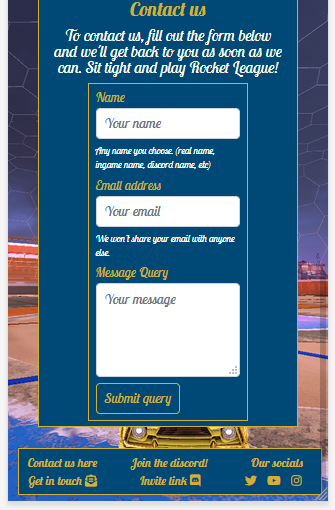 Contact us
To contact us, fill out the form below
and we'll get back to you as soon as we
can. Sit tight and play Rocket League!
Name
Your name
Any name you choose. (real name,
ingame name, discord name, etc)
Email address
Your email
We won't share your email with anyone
else.
Message Query
Your message
Submit query
Contact us here
Join the discord!
Our socials
Get in touch
Invite link